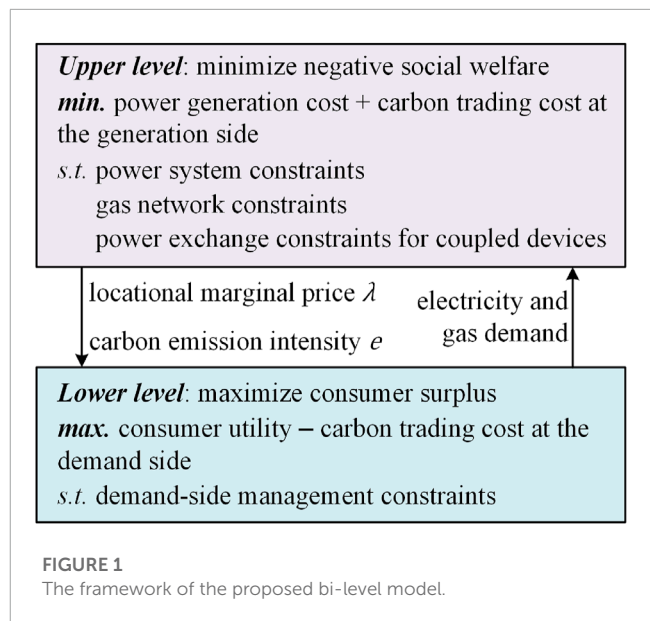 Upper level: minimize negative social welfare
min. power generation cost + carbon trading cost at
the generation side
s.t. power system constraints
gas network constraints
power exchange constraints for coupled devices
locational marginal price λ
carbon emission intensity e
electricity and
gas demand
Lower level: maximize consumer surplus
max. consumer utility – carbon trading cost at the
demand side
s.t. demand-side management constraints
FIGURE 1
The framework of the proposed bi-level model.